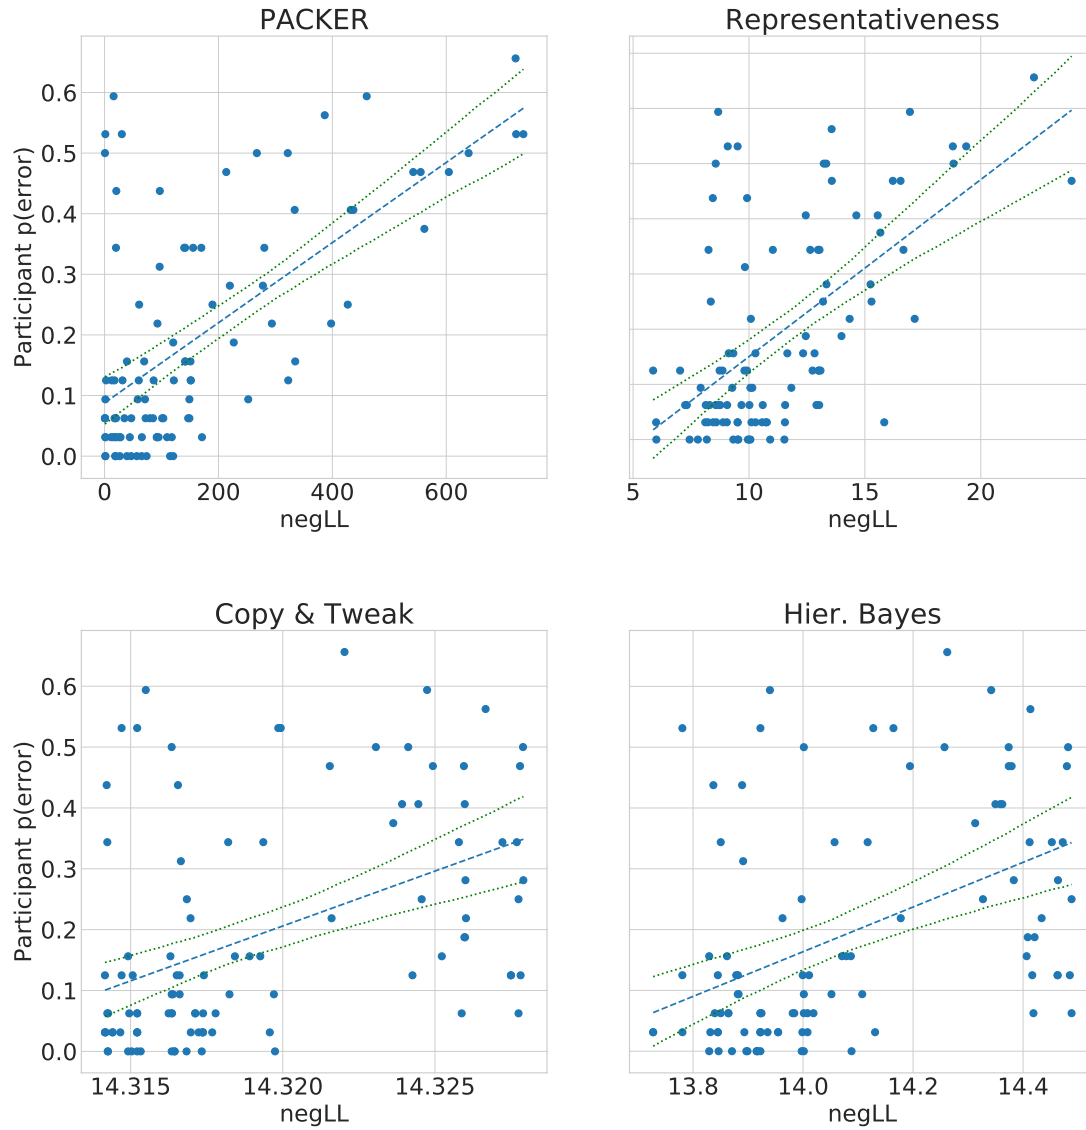 PACKER
Representativeness
Participant p(error)
0.6
0.5
0.4
0.3
0.2
0.1
0.0
0 200 400 600
negLL
5 10 15 20
negLL
Copy & Tweak
Hier. Bayes
Participant p(error)
0.6
0.5
0.4
0.3
0.2
0.1
0.0
14.315 14.320 14.325
negLL
13.8 14.0 14.2 14.4
negLL